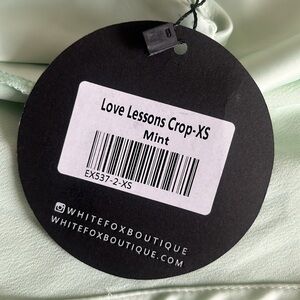 Love Lessons Crop-XS
Mint
EX537-2-XS
WHITEFOXBOUTIQUE
WHITEFOXBOUTIQUE.COM